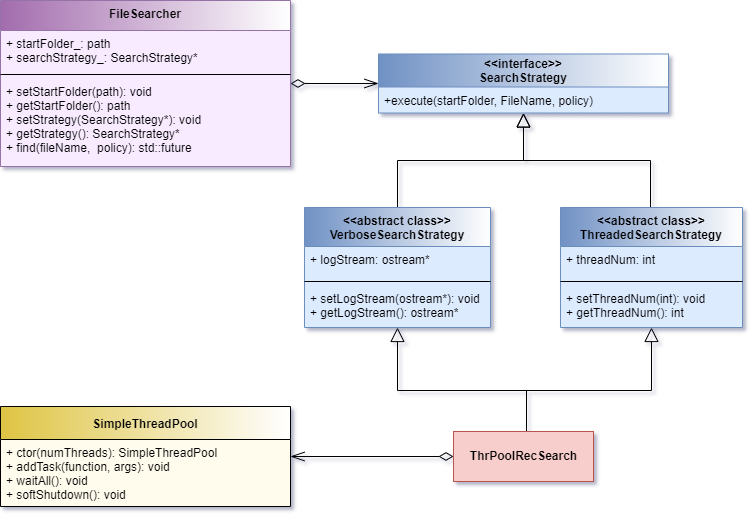 FileSearcher
+ startFolder_: path
+ searchStrategy_: SearchStrategy*
+ setStartFolder(path): void
+ getStartFolder(): path
+ setStrategy(SearchStrategy*): void
+ getStrategy(): SearchStrategy*
+ find(fileName,  policy): std::future
<<interface>>
SearchStrategy
+execute(startFolder, FileName, policy)
<<abstract class>>
VerboseSearchStrategy
+ logStream: ostream*
+ setLogStream(ostream*): void
+ getLogStream(): ostream*
<<abstract class>>
ThreadedSearchStrategy
+ threadNum: int
+ setThreadNum(int): void
+ getThreadNum(): int
SimpleThreadPool
+ ctor(numThreads): SimpleThreadPool
+ addTask(function, args): void
+ waitAll(): void
+ softShutdown(): void
ThrPoolRecSearch